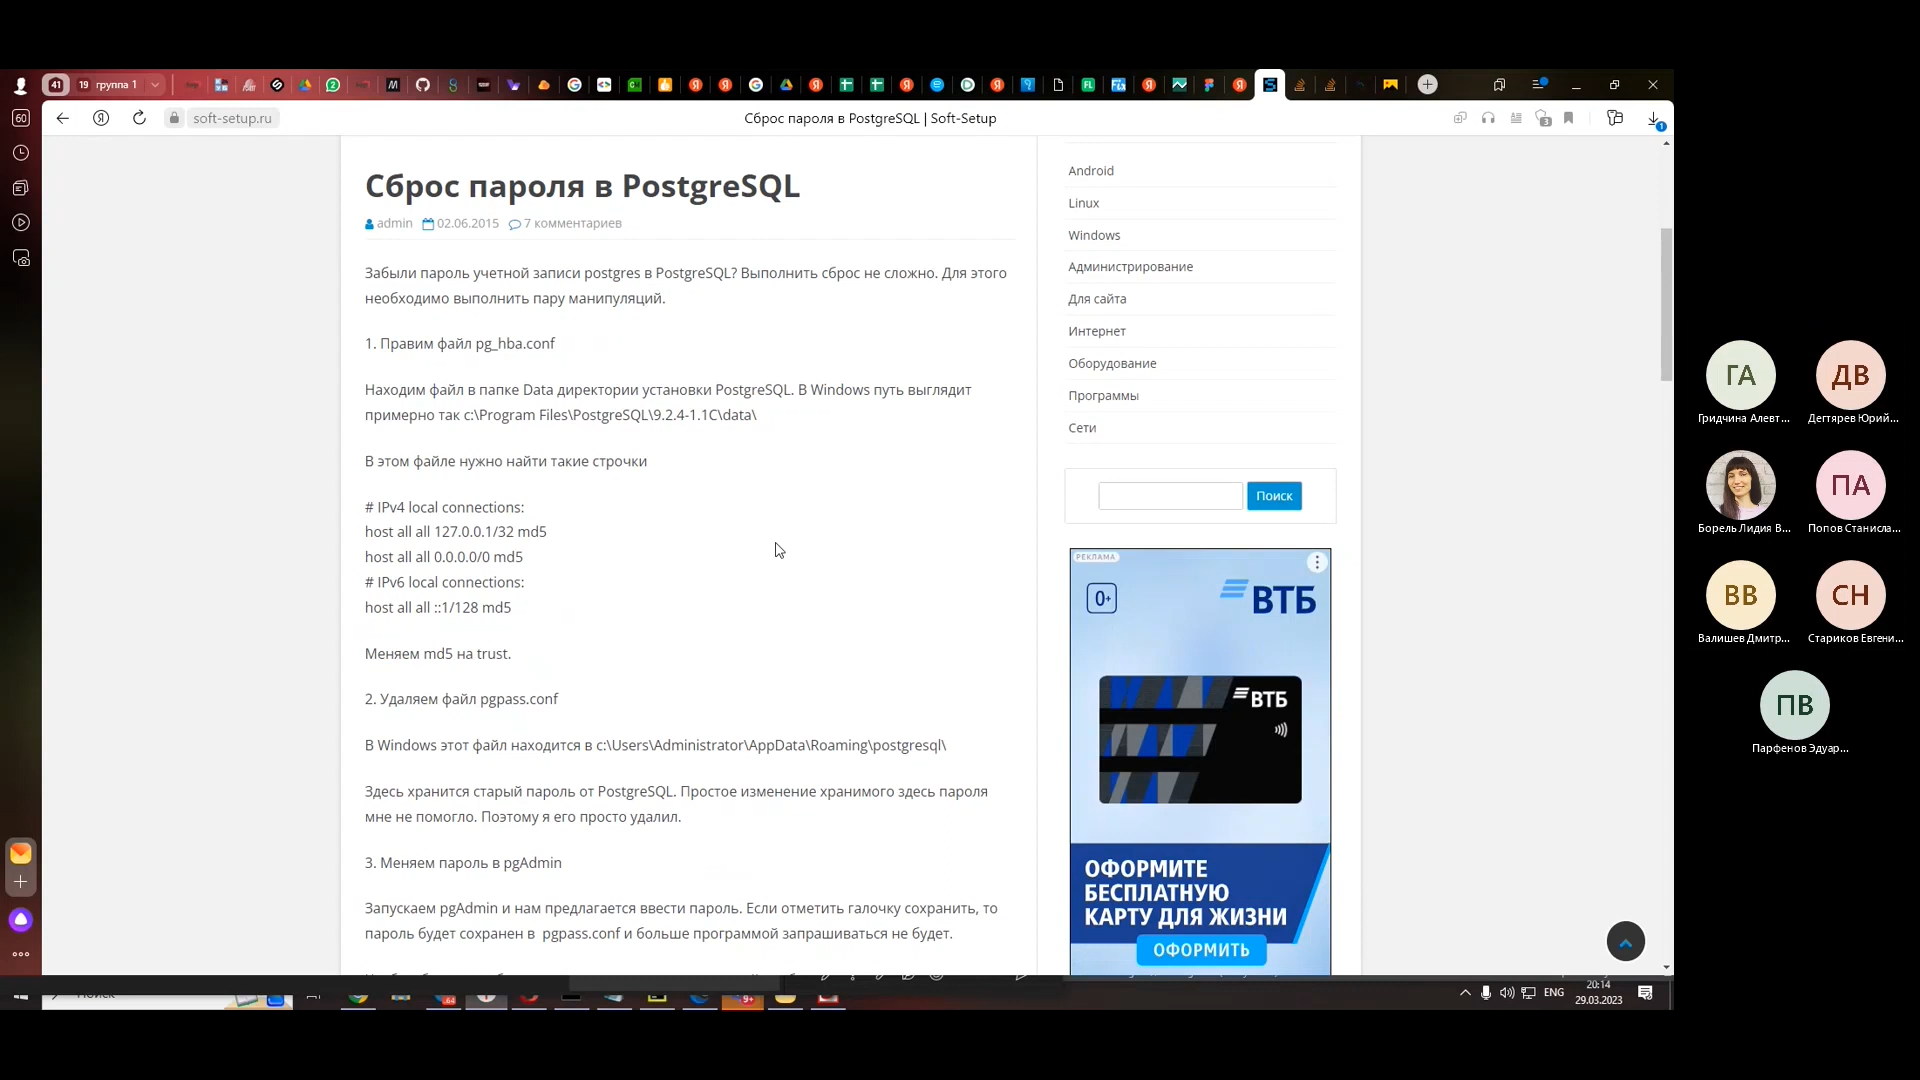 41
19 группа 1
60
soft-setup.ru
Сброс пароля в PostgreSQL | Soft-Setup
3
1
Сброс пароля в PostgreSQL
admin 02.06.2015 7 комментариев
Забыли пароль учетной записи postgres в PostgreSQL? Выполнить сброс не сложно. Для этого
необходимо выполнить пару манипуляций.
1. Правим файл pg_hba.conf
Находим файл в папке Data директории установки PostgreSQL. В Windows путь выглядит
примерно так c:\Program Files\PostgreSQL\9.2.4-1.1C\data\
В этом файле нужно найти такие строчки
# IPv4 local connections:
host all all 127.0.0.1/32 md5
host all all 0.0.0.0/0 md5
# IPv6 local connections:
host all all ::1/128 md5
Меняем md5 на trust.
2. Удаляем файл pgpass.conf
В Windows этот файл находится в c:\Users\Administrator\AppData\Roaming\postgresql\
Здесь хранится старый пароль от PostgreSQL. Простое изменение хранимого здесь пароля
мне не помогло. Поэтому я его просто удалил.
3. Меняем пароль в pgAdmin
Запускаем pgAdmin и нам предлагается ввести пароль. Если отметить галочку сохранить, то
пароль будет сохранен в pgpass.conf и больше программой запрашиваться не будет.
Android
Linux
Windows
Администрирование
Для сайта
Интернет
Оборудование
Программы
Сети
Поиск
РЕКЛАМА
0+
ВТБ
ВТБ
ОФОРМИТЕ
БЕСПЛАТНУЮ
КАРТУ ДЛЯ ЖИЗНИ
ОФОРМИТЬ
ГА
Гридчина Алевт...
ДВ
Дегтярев Юрий...
Борель Лидия В...
ПА
Попов Станисла...
ВВ
Валишев Дмитр...
СН
Стариков Евгени...
ПВ
Парфенов Эдуар...
ENG
20:14
29.03.2023